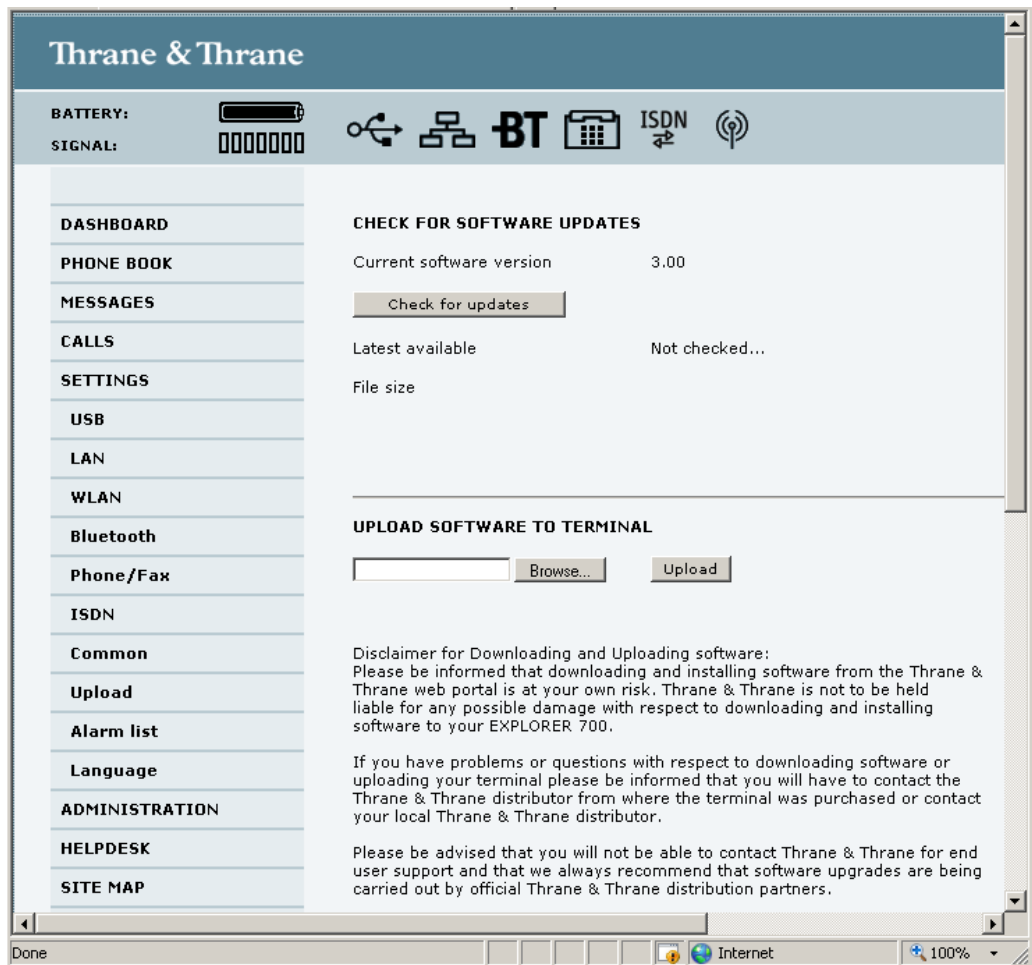 Thrane & Thrane
BATTERY:
SIGNAL:
BT
ISDN
DASHBOARD
PHONE BOOK
MESSAGES
CALLS
SETTINGS
USB
LAN
WLAN
Bluetooth
Phone/Fax
ISDN
Common
Upload
Alarm list
Language
ADMINISTRATION
HELPDESK
SITE MAP
CHECK FOR SOFTWARE UPDATES
Current software version 3.00
Check for updates
Latest available Not checked...
File size
UPLOAD SOFTWARE TO TERMINAL
Browse... Upload
Disclaimer for Downloading and Uploading software:
Please be informed that downloading and installing software from the Thrane &
Thrane web portal is at your own risk. Thrane & Thrane is not to be held
liable for any possible damage with respect to downloading and installing
software to your EXPLORER 700.
If you have problems or questions with respect to downloading software or
uploading your terminal please be informed that you will have to contact the
Thrane & Thrane distributor from where the terminal was purchased or contact
your local Thrane & Thrane distributor.
Please be advised that you will not be able to contact Thrane & Thrane for end
user support and that we always recommend that software upgrades are being
carried out by official Thrane & Thrane distribution partners.
Done Internet 100%